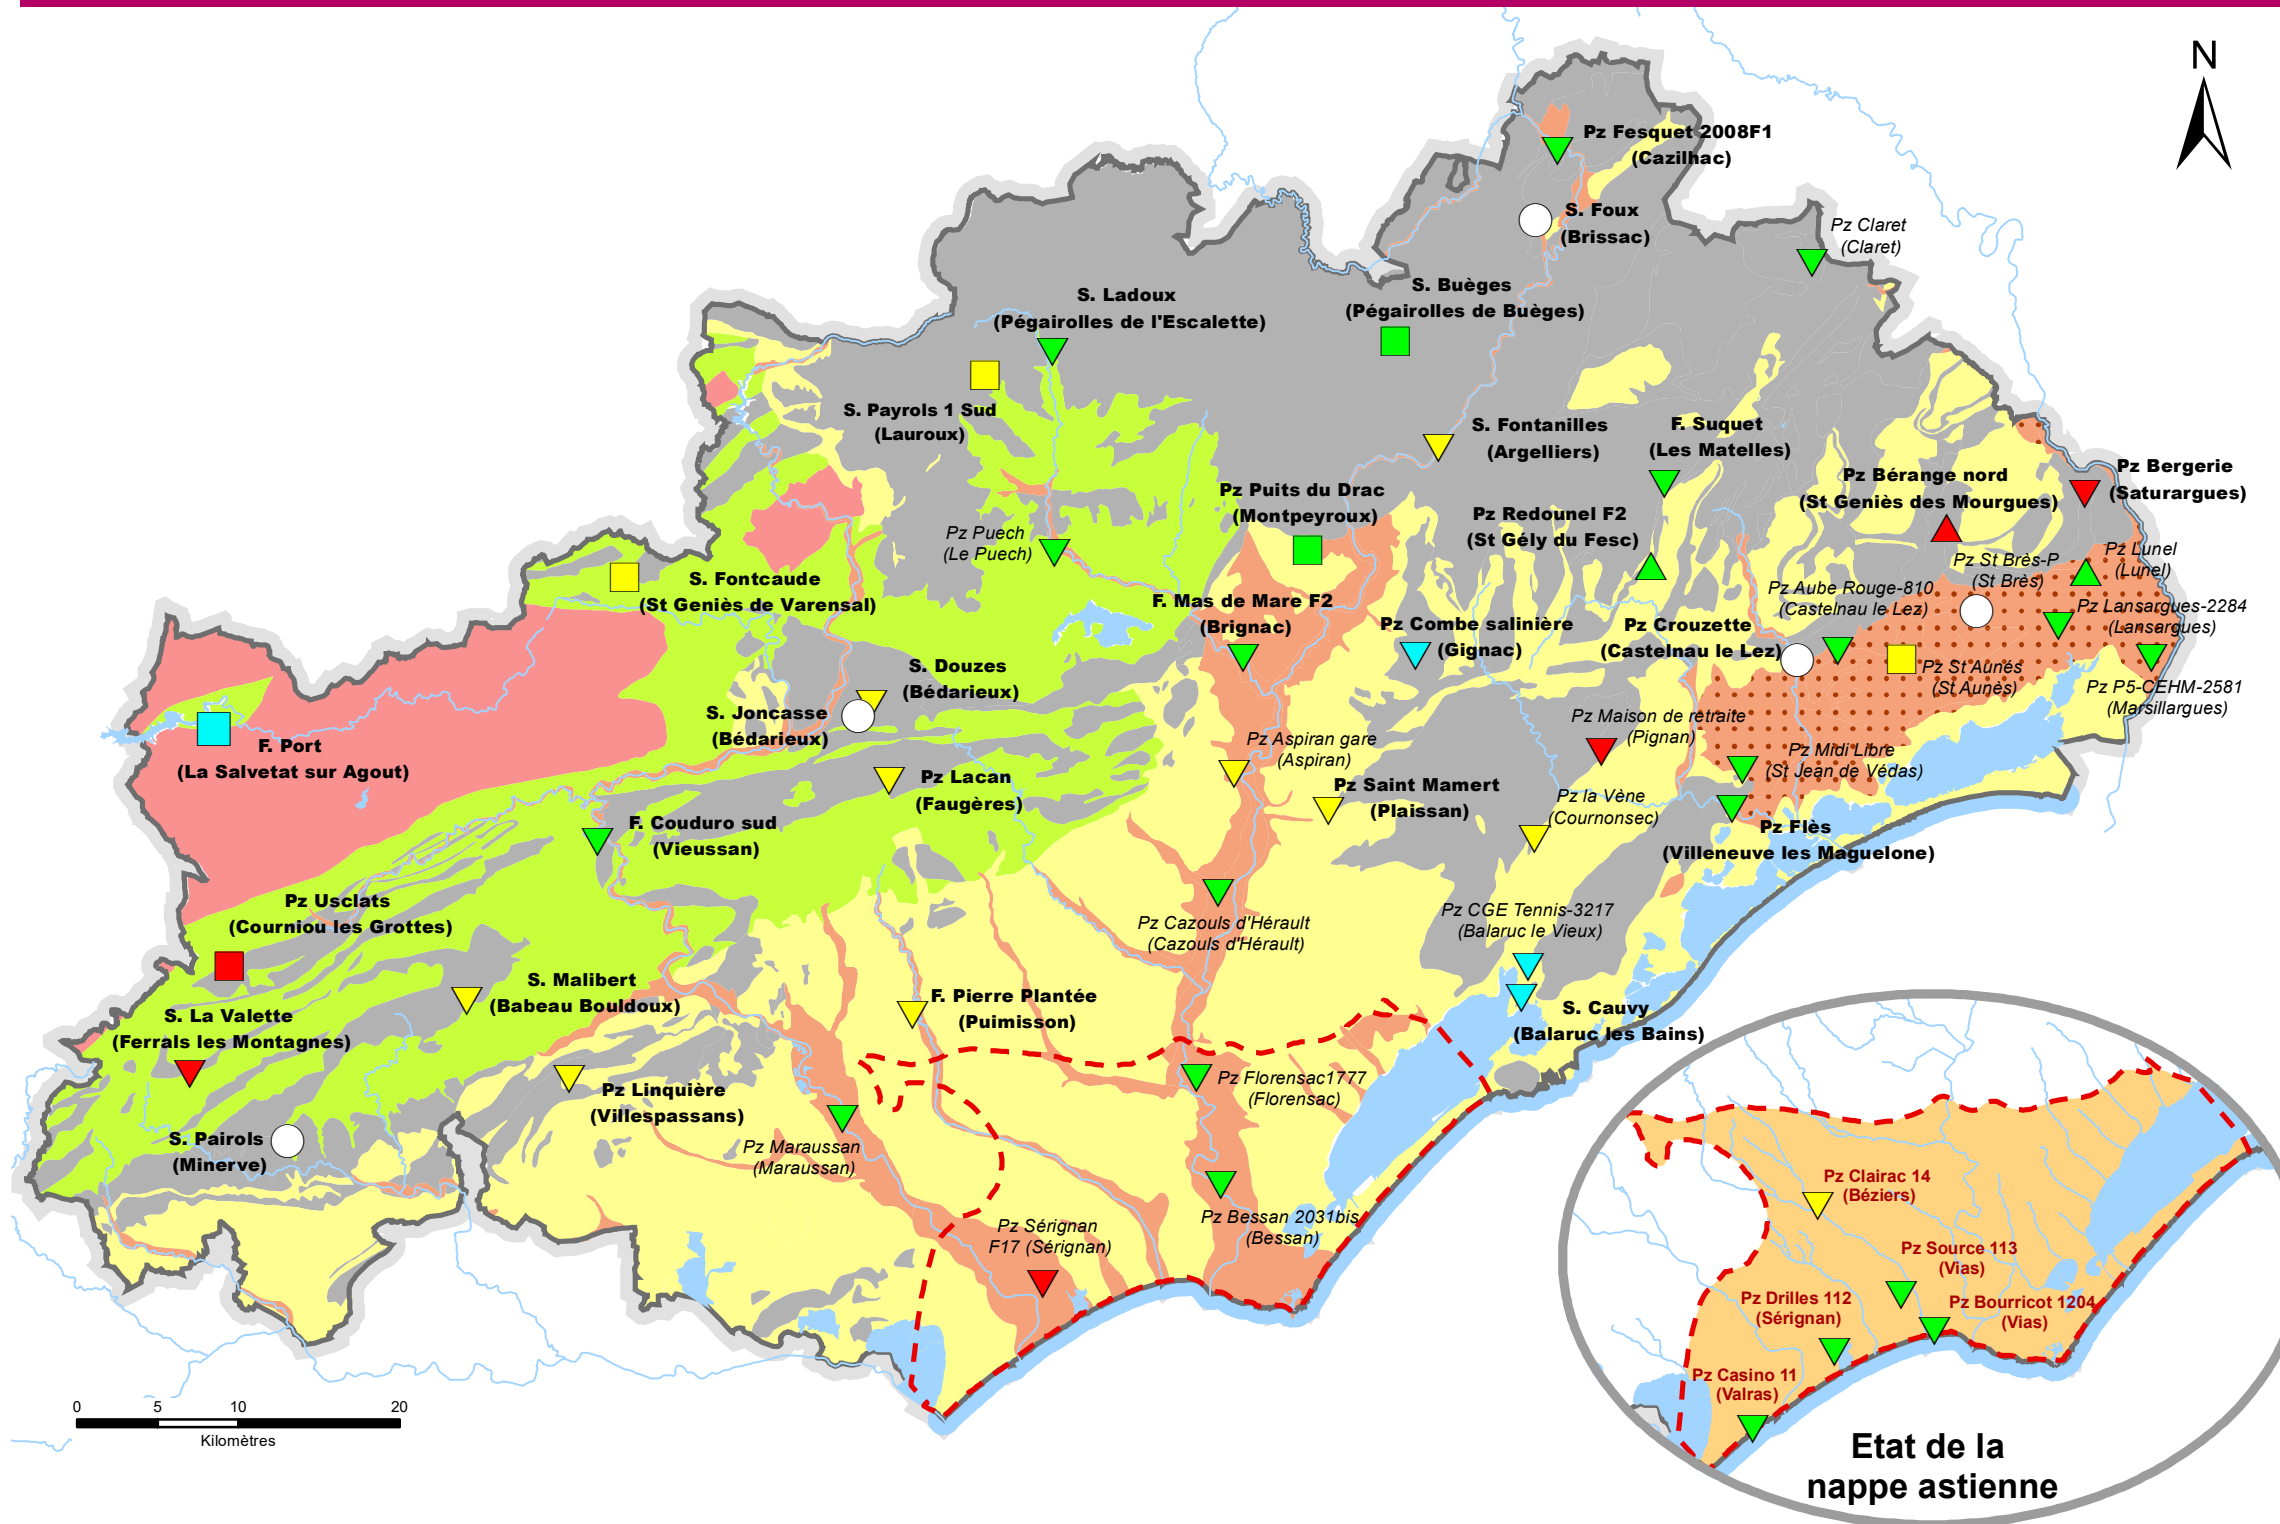 N
Pz Fesquet 2008F1
(Cazilhac)
S. Foux
(Brissac)
Pz Claret
(Claret)
S. Buèges
(Pégairolles de Buèges)
S. Ladoux
(Pégairolles de l'Escalette)
S. Payrols 1 Sud
(Lauroux)
S. Fontanilles
(Argelliers)
F. Suquet
(Les Matelles)
Pz Bérange nord
(St Geniès des Mourgues)
Pz Bergerie
(Saturargues)
Pz Puits du Drac
(Montpeyroux)
Pz Redounel F2
(St Gély du Fesc)
Pz Puech
(Le Puech)
Pz St Brès-P
(St Brès)
Pz Lunel
(Lunel)
S. Fontcaude
(St Geniès de Varensal)
F. Mas de Mare F2
(Brignac)
Pz Combe salinière
(Gignac)
Pz Aube Rouge-810
(Castelnau le Lez)
Pz Crouzette
(Castelnau le Lez)
Pz Lansargues-2284
(Lansargues)
S. Douzes
(Bédarieux)
Pz St Aunés
(St Aunès)
Pz P5-CEHM-2581
(Marsillargues)
S. Joncasse
(Bédarieux)
F. Port
(La Salvetat sur Agout)
Pz Maison de retraite
(Pignan)
Pz Aspiran gare
(Aspiran)
Pz Midi Libre
(St Jean de Védas)
Pz Lacan
(Faugères)
Pz Saint Mamert
(Plaissan)
Pz la Vène
(Cournonsec)
F. Couduro sud
(Vieussan)
Pz Flès
(Villeneuve les Maguelone)
Pz Usclats
(Courniou les Grottes)
Pz Cazouls d'Hérault
(Cazouls d'Hérault)
Pz CGE Tennis-3217
(Balaruc le Vieux)
S. Malibert
(Babeau Bouldoux)
F. Pierre Plantée
(Puimisson)
S. La Valette
(Ferrals les Montagnes)
S. Cauvy
(Balaruc les Bains)
Pz Linquière
(Villespassans)
Pz Florensac1777
(Florensac)
S. Pairols
(Minerve)
Pz Maraussan
(Maraussan)
Pz Sérignan
F17 (Sérignan)
Pz Bessan 2031bis
(Bessan)
Pz Clairac 14
(Béziers)
Pz Source 113
(Vias)
Pz Drilles 112
(Sérignan)
Pz Bourricot 1204
(Vias)
Pz Casino 11
(Valras)
0 5 10 20
Kilomètres
Etat de la
nappe astienne